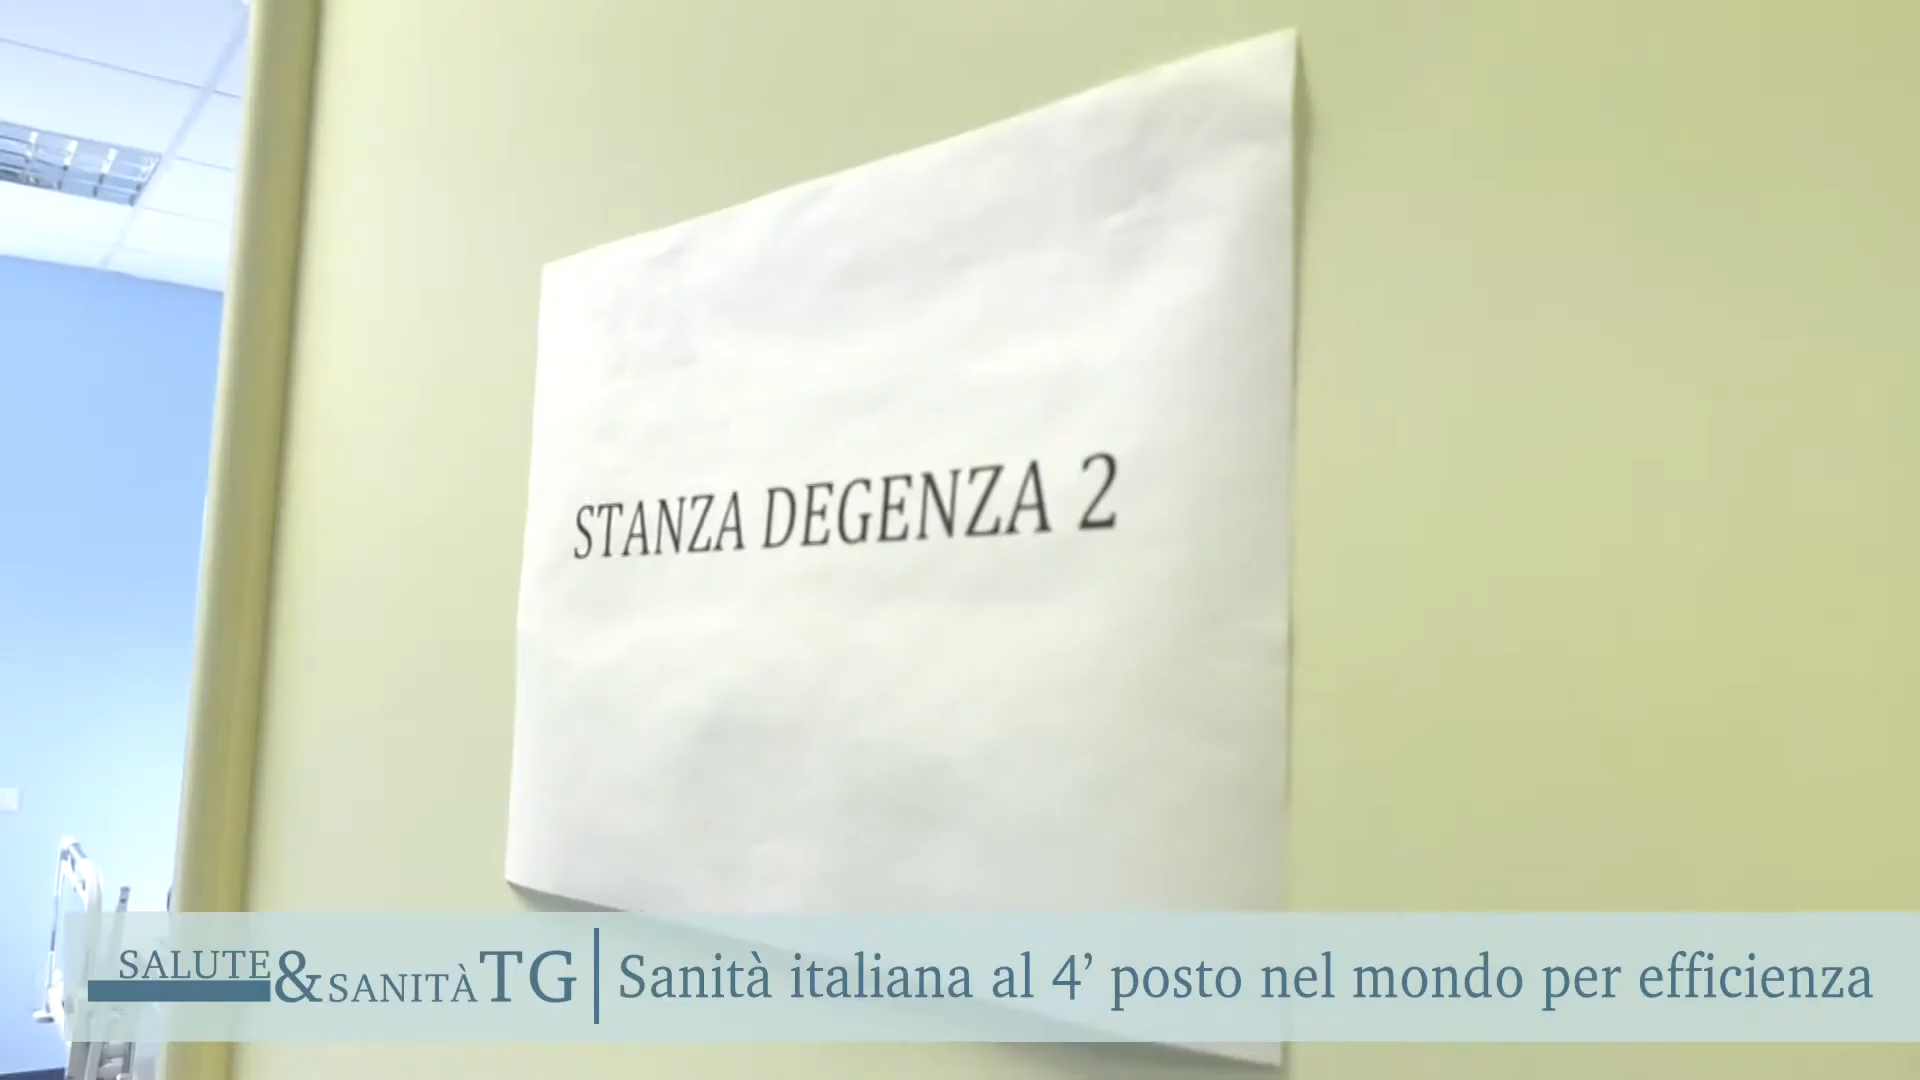 STANZA DEGENZA 2
SALUTE&SANITÀTG Sanità italiana al 4’ posto nel mondo per efficienza